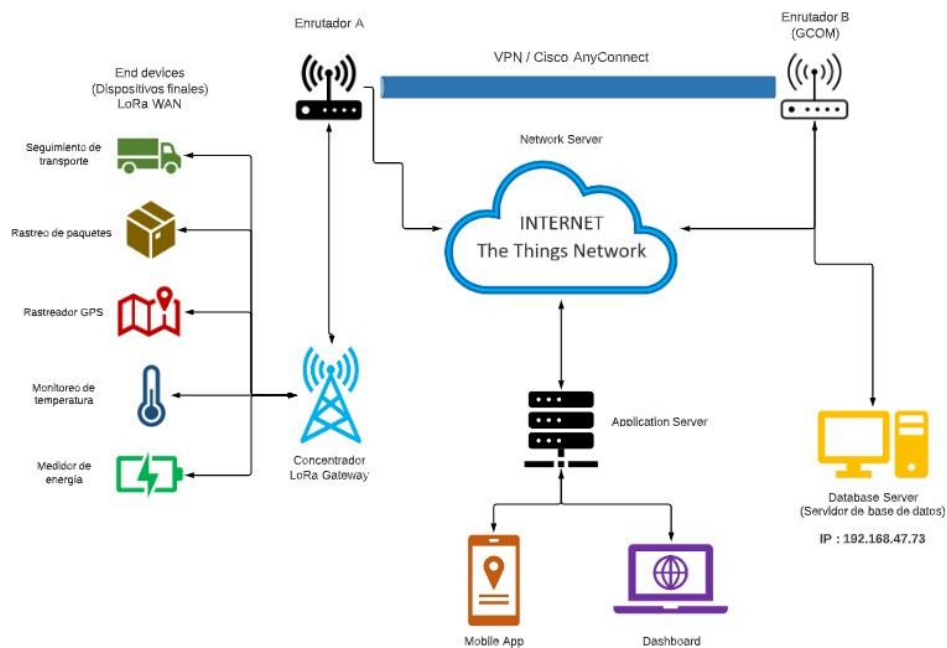 Enrutador A
Enrutador B
(GCOM)
VPN / Cisco AnyConnect
End devices
(Dispositivos finales)
LoRa WAN
Network Server
Seguimiento de
transporte
INTERNET
The Things Network
Rastreo de paquetes
Rastreador GPS
Monitoreo de
temperatura
Application Server
Medidor de
energía
Concentrador
LoRa Gateway
Database Server
(Servidor de base de datos)
IP : 192.168.47.73
Mobile App
Dashboard